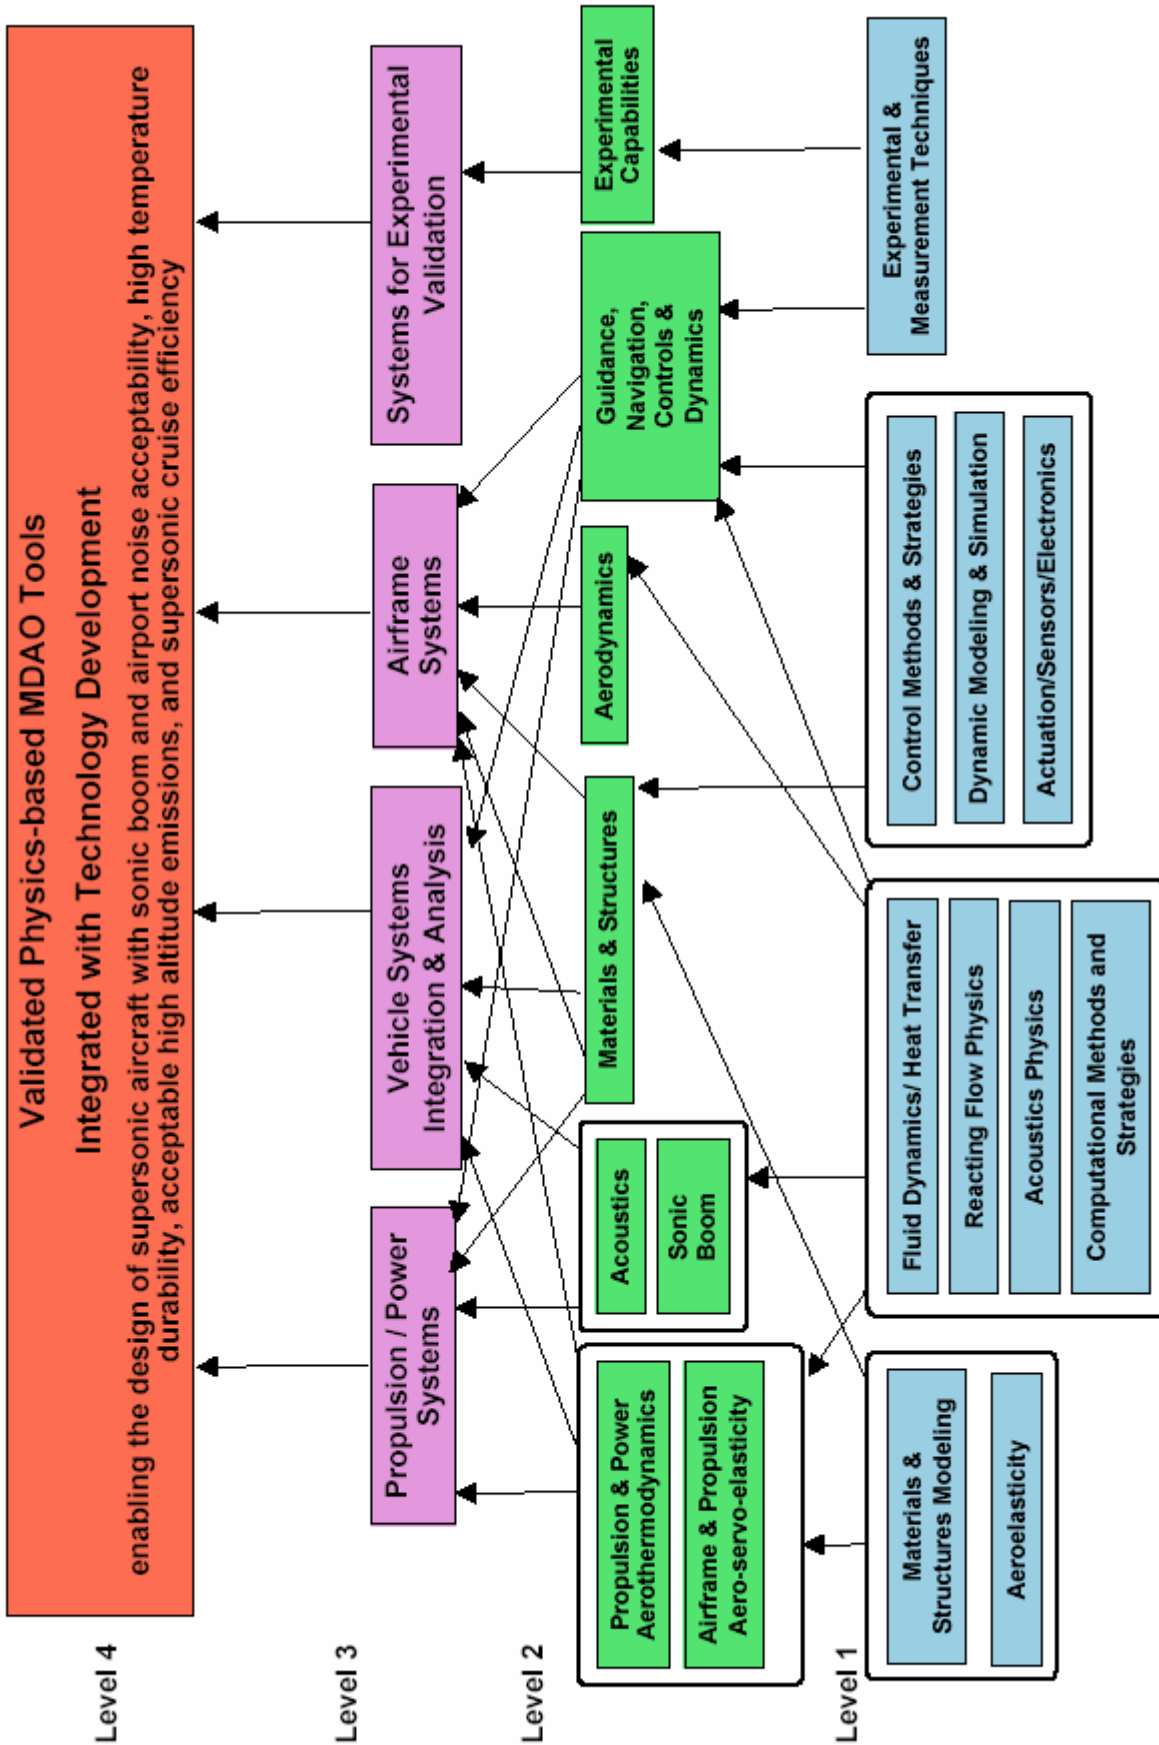 Level 4
Validated Physics-based MDAO Tools
Integrated with Technology Development
enabling the design of supersonic aircraft with sonic boom and airport noise acceptability, high temperature
durability, acceptable high altitude emissions, and supersonic cruise efficiency
Level 3
Propulsion / Power
Systems
Vehicle Systems
Integration & Analysis
Airframe
Systems
Systems for Experimental
Validation
Level 2
Propulsion & Power
Aerothermodynamics
Airframe & Propulsion
Aero-servo-elasticity
Acoustics
Sonic
Boom
Materials & Structures
Aerodynamics
Guidance,
Navigation,
Controls &
Dynamics
Experimental
Capabilities
Level 1
Materials &
Structures Modeling
Aeroelasticity
Fluid Dynamics/ Heat Transfer
Reacting Flow Physics
Acoustics Physics
Computational Methods and
Strategies
Control Methods & Strategies
Dynamic Modeling & Simulation
Actuation/Sensors/Electronics
Experimental &
Measurement Techniques